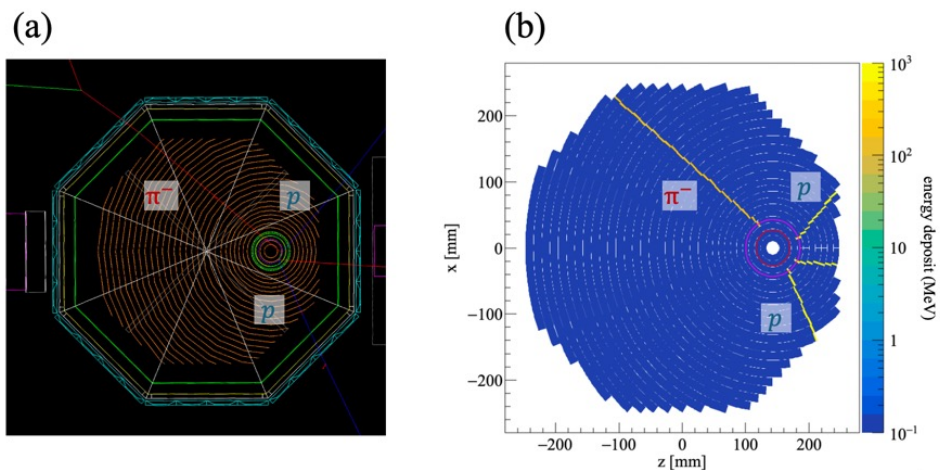 (a)
π⁻
p
p
(b)
10³
10²
10
1
10⁻¹
energy deposit (MeV)
200
100
0
−100
−200
x [mm]
π⁻
p
p
−200 −100 0 100 200
z [mm]